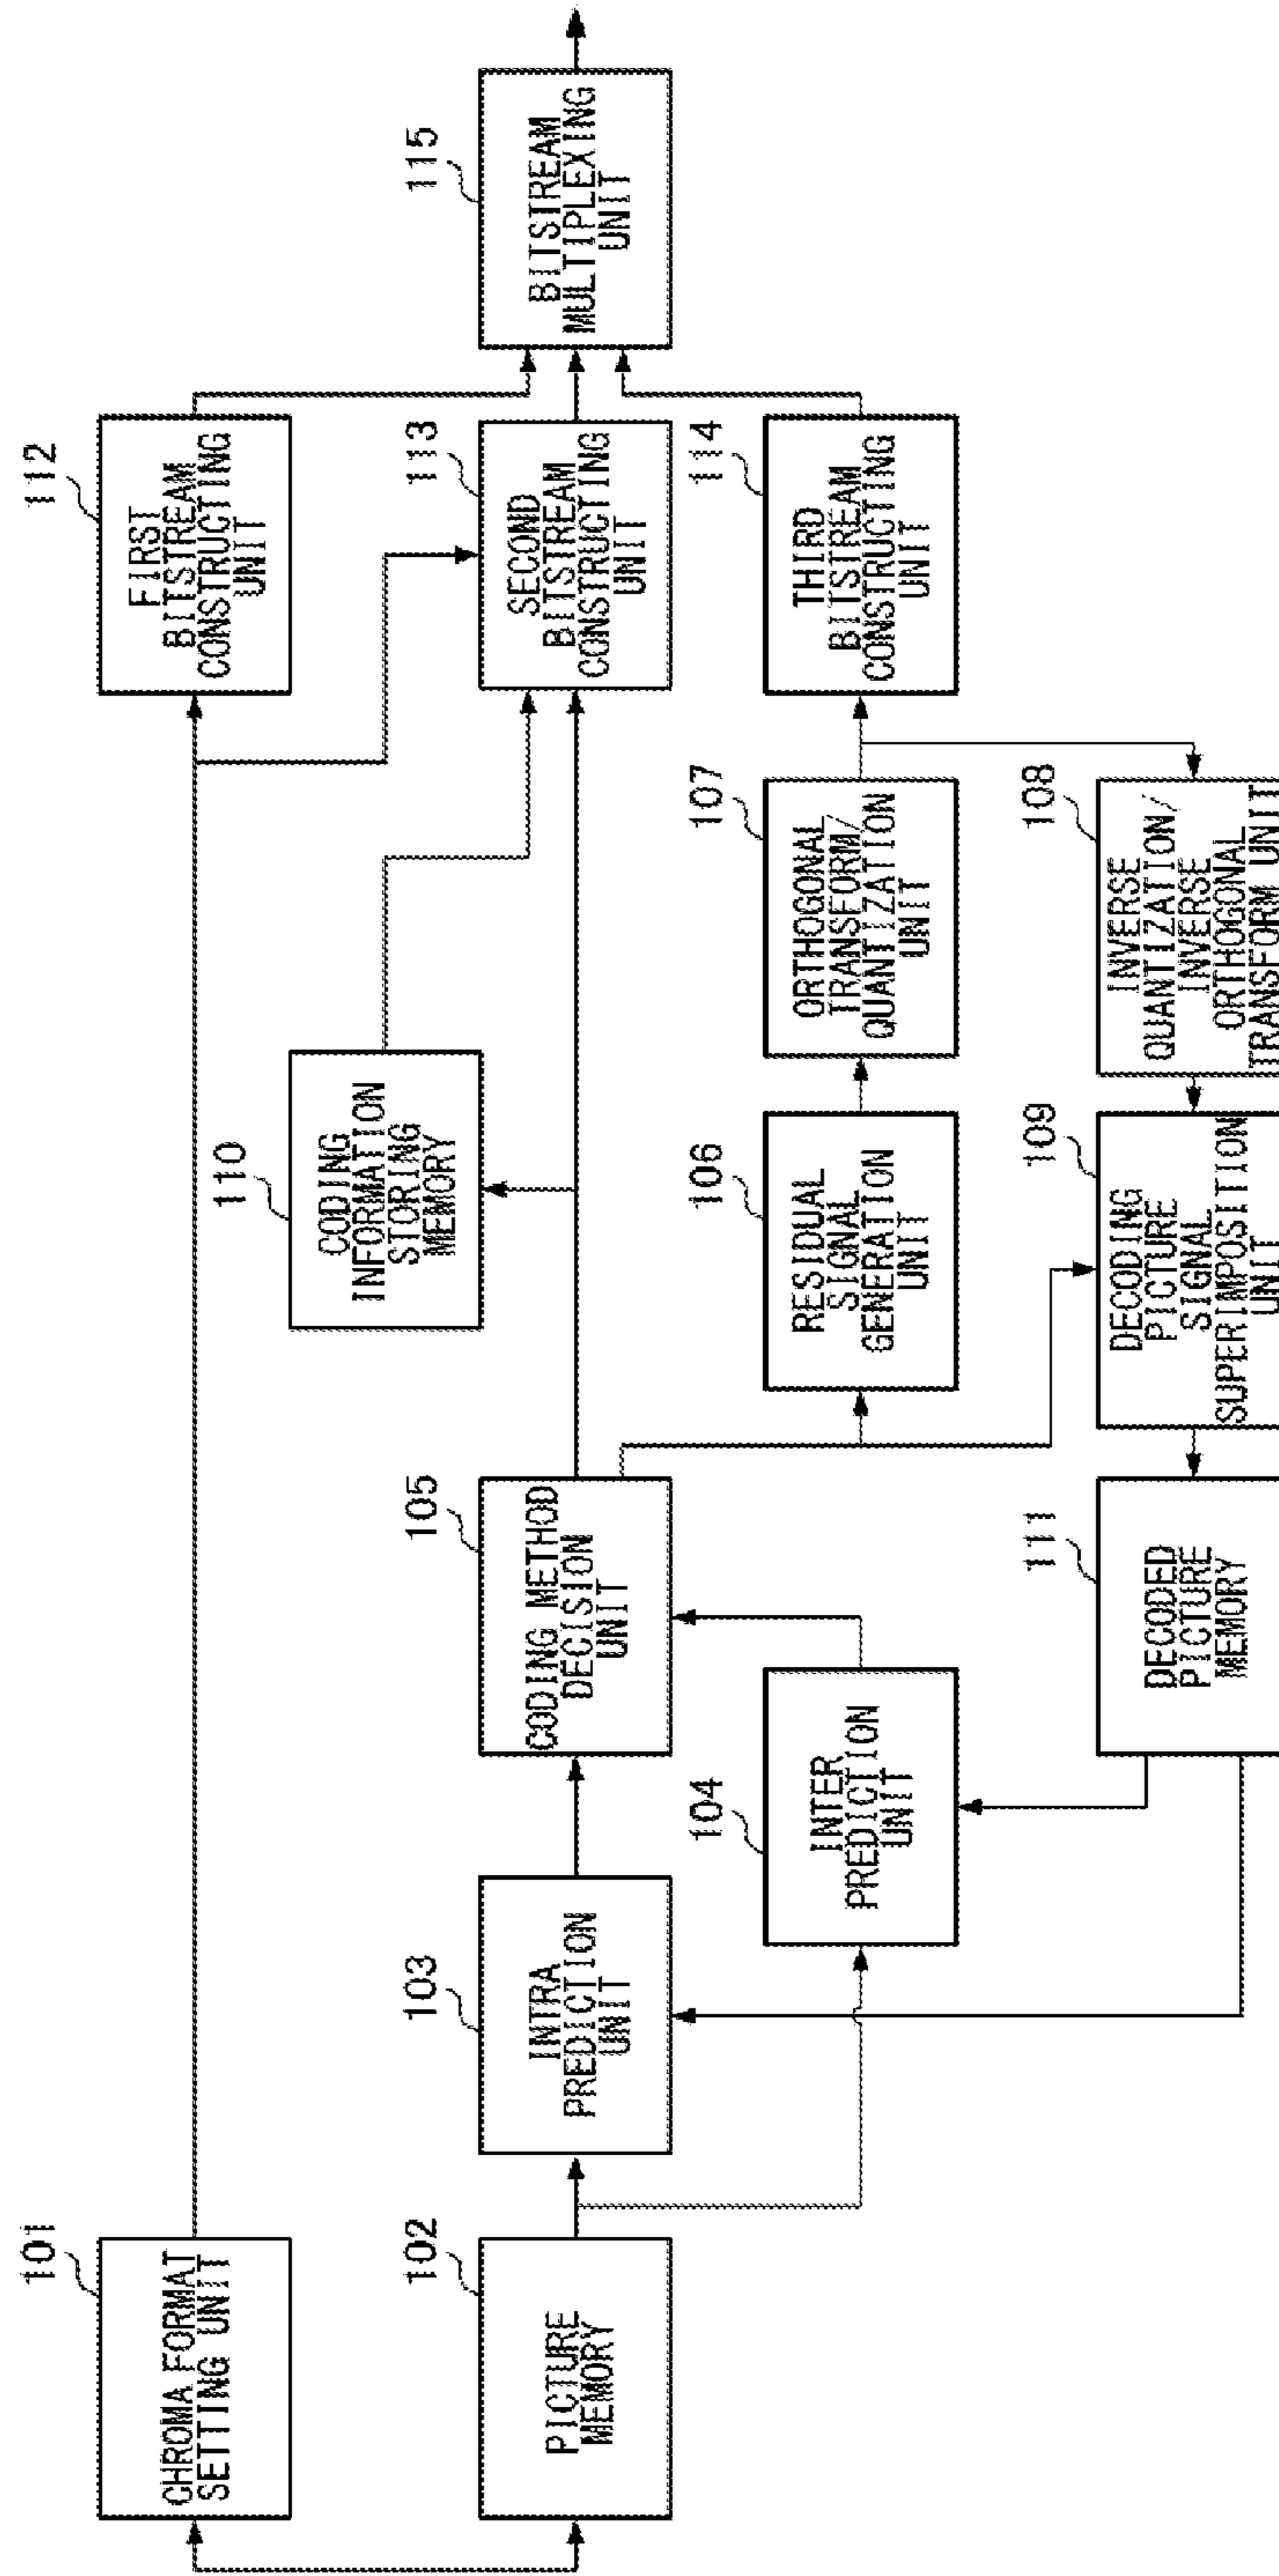 101
CHROMA FORMAT
SETTING UNIT
112
FIRST
BITSTREAM
CONSTRUCTING
UNIT
110
CODING
INFORMATION
STORING
MEMORY
102
PICTURE
MEMORY
103
INTRA
PREDICTION
UNIT
105
CODING METHOD
DECISION
UNIT
113
SECOND
BITSTREAM
CONSTRUCTING
UNIT
115
BITSTREAM
MULTIPLEXING
UNIT
104
INTER
PREDICTION
UNIT
106
RESIDUAL
SIGNAL
GENERATION
UNIT
107
ORTHOGONAL
TRANSFORM/
QUANTIZATION
UNIT
114
THIRD
BITSTREAM
CONSTRUCTING
UNIT
111
DECODED
PICTURE
MEMORY
109
DECODING
PICTURE
SIGNAL
SUPERIMPOSITION
UNIT
108
INVERSE
QUANTIZATION/
INVERSE
ORTHOGONAL
TRANSFORM UNIT